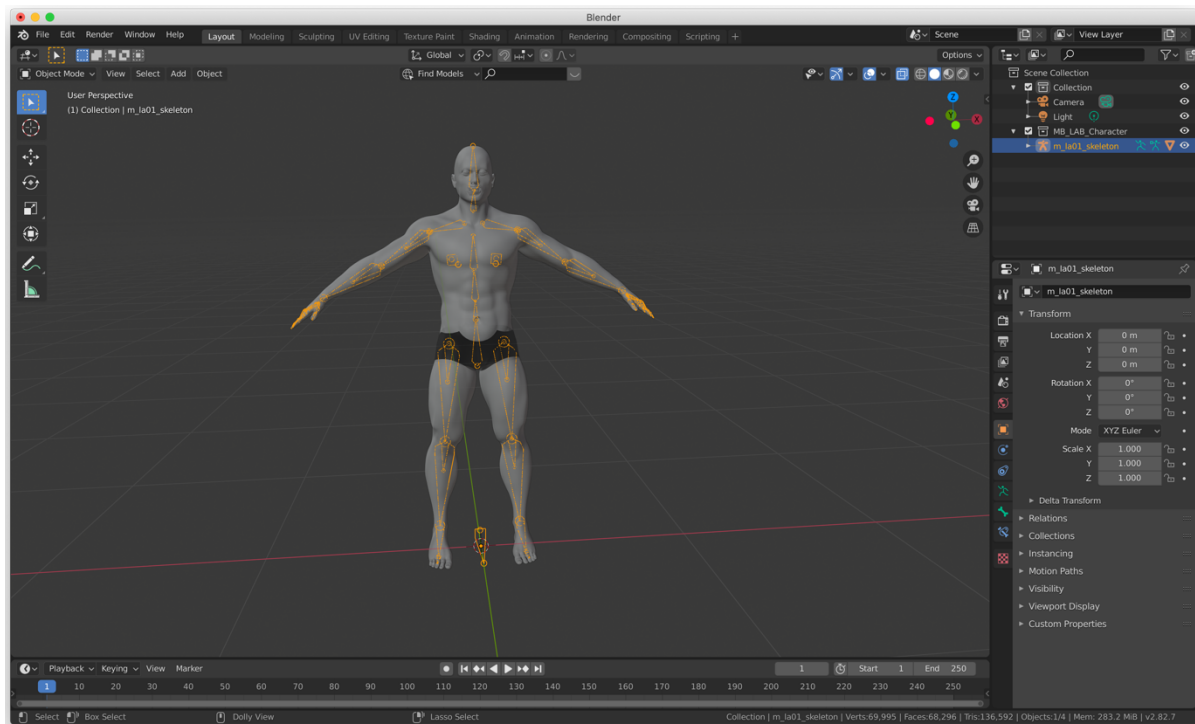 Blender
File Edit Render Window Help Layout Modeling Sculpting UV Editing Texture Paint Shading Animation Rendering Compositing Scripting + Scene View Layer
Global Options
Object Mode View Select Add Object Find Models
User Perspective
(1) Collection | m_la01_skeleton
Z
Y
X
Scene Collection
Collection
Camera
Light
MB_LAB_Character
m_la01_skeleton
m_la01_skeleton
m_la01_skeleton
Transform
Location X 0 m
Y 0 m
Z 0 m
Rotation X 0°
Y 0°
Z 0°
Mode XYZ Euler
Scale X 1.000
Y 1.000
Z 1.000
Delta Transform
Relations
Collections
Instancing
Motion Paths
Visibility
Viewport Display
Custom Properties
Playback Keying View Marker 1 Start 1 End 250
1 10 20 30 40 50 60 70 80 90 100 110 120 130 140 150 160 170 180 190 200 210 220 230 240 250
Select Box Select Dolly View Lasso Select Collection | m_la01_skeleton | Verts:69,995 | Faces:68,296 | Tris:136,592 | Objects:1/4 | Mem: 283.2 MiB | v2.82.7